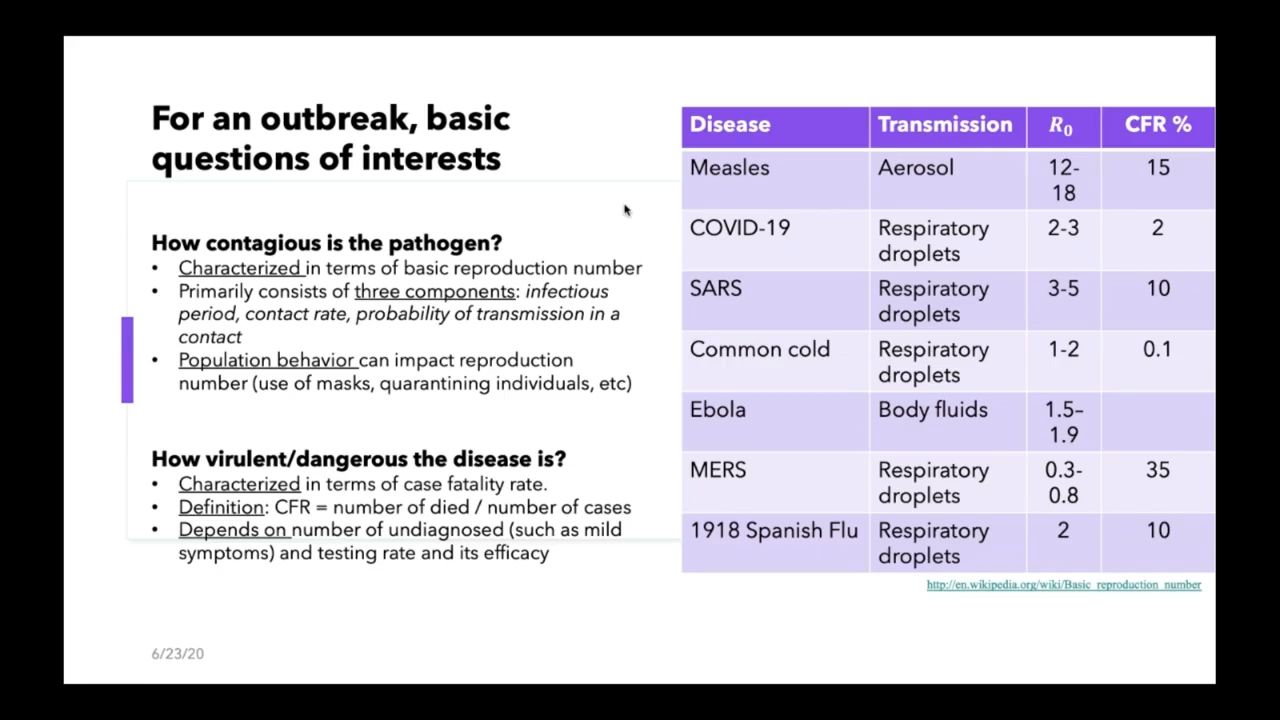 For an outbreak, basic
questions of interests
How contagious is the pathogen?
• Characterized in terms of basic reproduction number
• Primarily consists of three components: infectious
period, contact rate, probability of transmission in a
contact
• Population behavior can impact reproduction
number (use of masks, quarantining individuals, etc)
How virulent/dangerous the disease is?
• Characterized in terms of case fatality rate.
• Definition: CFR = number of died / number of cases
• Depends on number of undiagnosed (such as mild
symptoms) and testing rate and its efficacy
Disease Transmission R₀ CFR %
Measles Aerosol 12- 15
18
COVID-19 Respiratory 2-3 2
droplets
SARS Respiratory 3-5 10
droplets
Common cold Respiratory 1-2 0.1
droplets
Ebola Body fluids 1.5–
1.9
MERS Respiratory 0.3- 35
droplets 0.8
1918 Spanish Flu Respiratory 2 10
droplets
http://en.wikipedia.org/wiki/Basic_reproduction_number
6/23/20